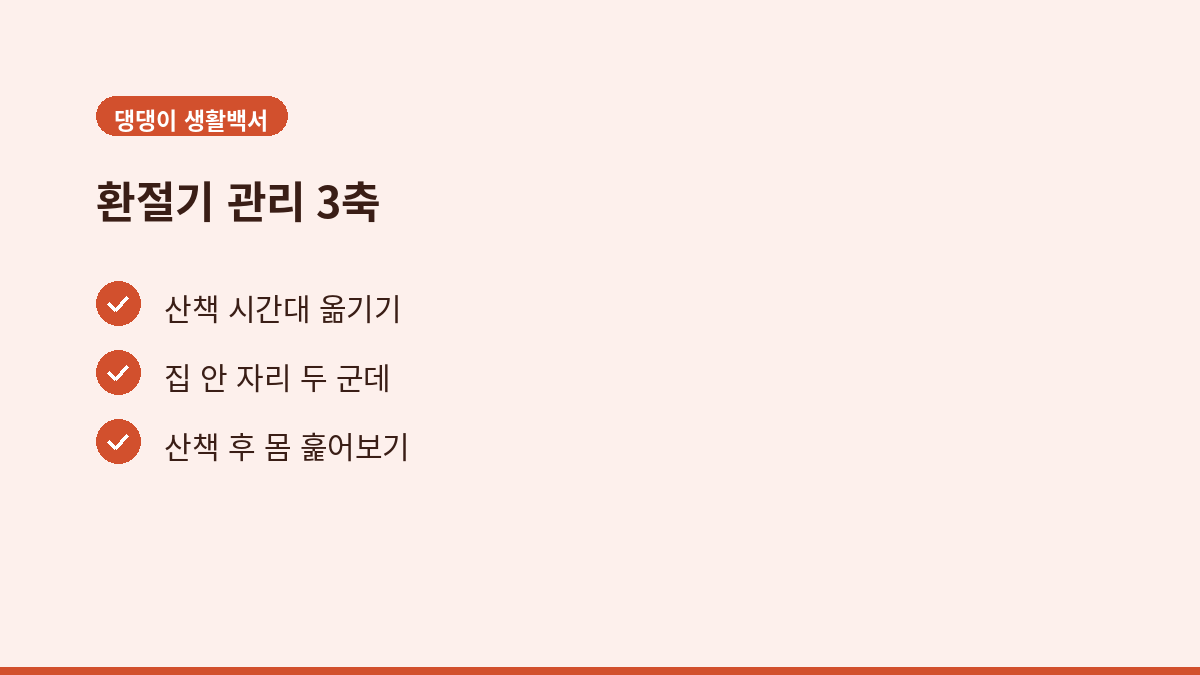 댕댕이 생활백서
환절기 관리 3축
산책 시간대 옮기기
집 안 자리 두 군데
산책 후 몸 훑어보기